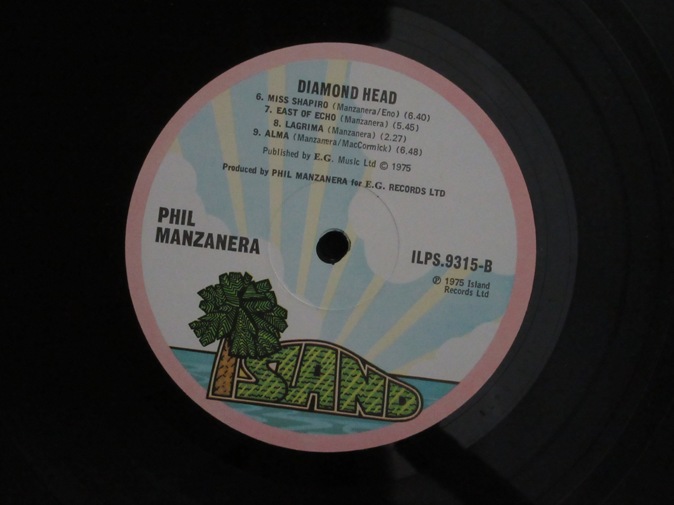 DIAMOND HEAD
6. MISS SHAPIRO (Manzanera/Eno) (6.40)
7. EAST OF ECHO (Manzanera) (5.45)
8. LAGRIMA (Manzanera) (2.27)
9. ALMA (Manzanera/MacCormick) (6.48)
Published by E.G. Music Ltd © 1975
Produced by PHIL MANZANERA for E.G. RECORDS LTD
PHIL
MANZANERA
ILPS.9315-B
℗ 1975 Island
Records Ltd
ISLAND